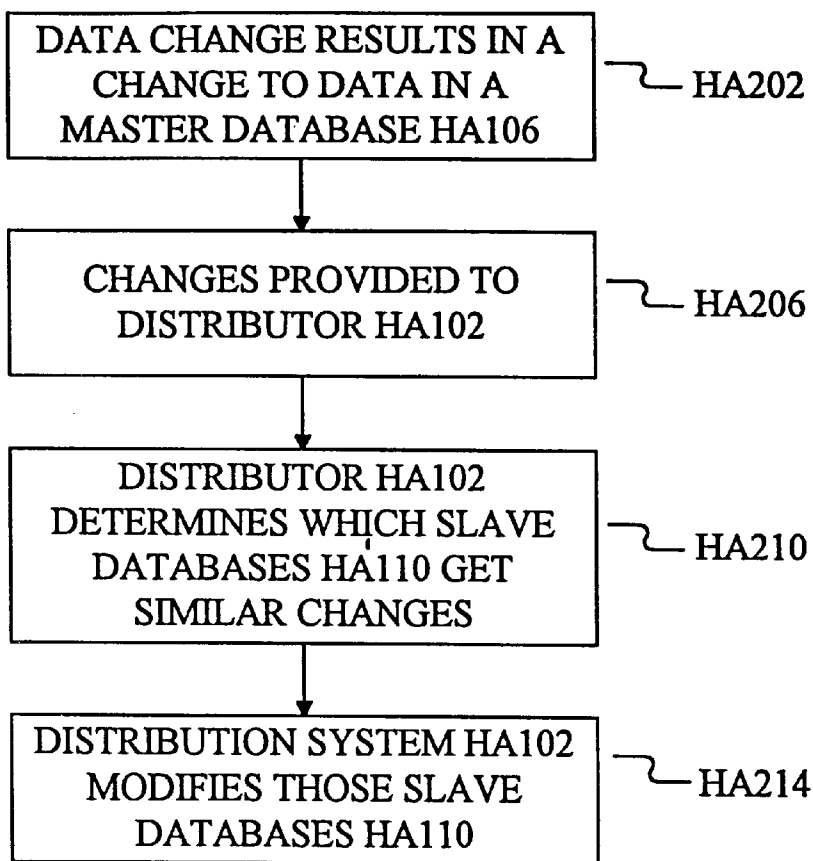 DATA CHANGE RESULTS IN A
CHANGE TO DATA IN A
MASTER DATABASE HA106
HA202
CHANGES PROVIDED TO
DISTRIBUTOR HA102
HA206
DISTRIBUTOR HA102
DETERMINES WHICH SLAVE
DATABASES HA110 GET
SIMILAR CHANGES
HA210
DISTRIBUTION SYSTEM HA102
MODIFIES THOSE SLAVE
DATABASES HA110
HA214